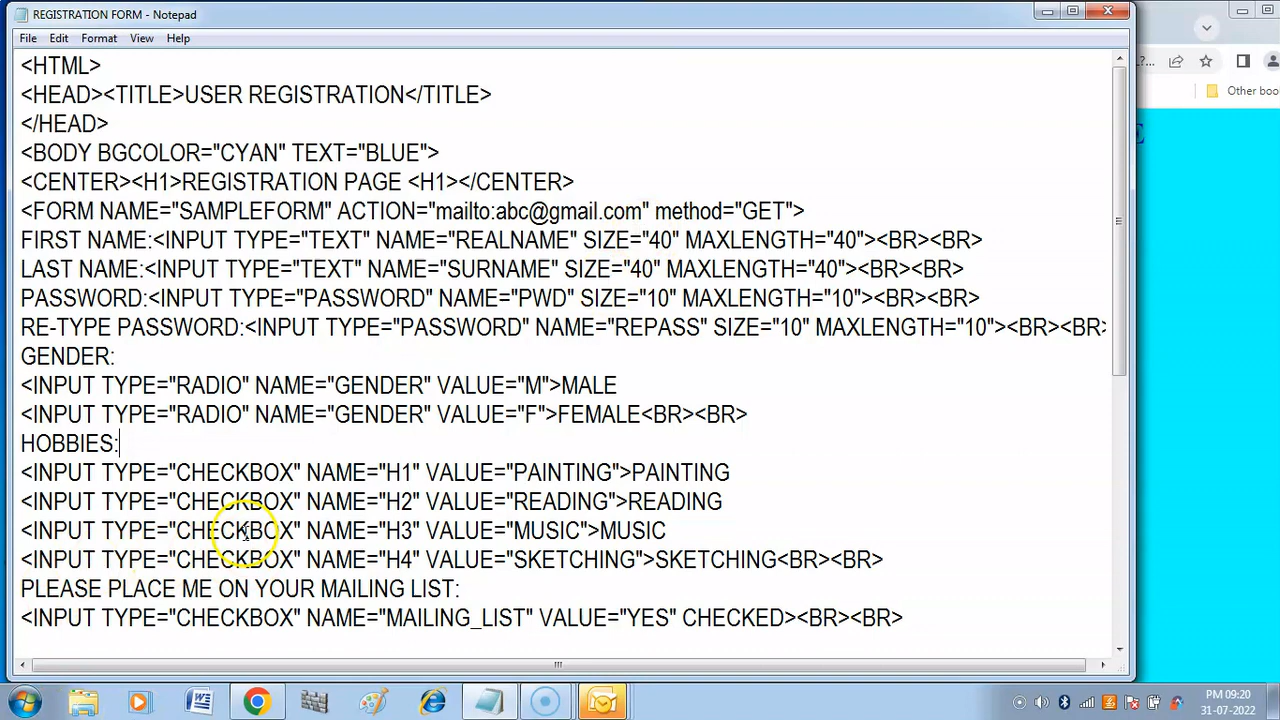 REGISTRATION FORM - Notepad
File Edit Format View Help
<HTML>
<HEAD><TITLE>USER REGISTRATION</TITLE>
</HEAD>
<BODY BGCOLOR="CYAN" TEXT="BLUE">
<CENTER><H1>REGISTRATION PAGE <H1></CENTER>
<FORM NAME="SAMPLEFORM" ACTION="mailto:abc@gmail.com" method="GET">
FIRST NAME:<INPUT TYPE="TEXT" NAME="REALNAME" SIZE="40" MAXLENGTH="40"><BR><BR>
LAST NAME:<INPUT TYPE="TEXT" NAME="SURNAME" SIZE="40" MAXLENGTH="40"><BR><BR>
PASSWORD:<INPUT TYPE="PASSWORD" NAME="PWD" SIZE="10" MAXLENGTH="10"><BR><BR>
RE-TYPE PASSWORD:<INPUT TYPE="PASSWORD" NAME="REPASS" SIZE="10" MAXLENGTH="10"><BR><BR>
GENDER:
<INPUT TYPE="RADIO" NAME="GENDER" VALUE="M">MALE
<INPUT TYPE="RADIO" NAME="GENDER" VALUE="F">FEMALE<BR><BR>
HOBBIES:
<INPUT TYPE="CHECKBOX" NAME="H1" VALUE="PAINTING">PAINTING
<INPUT TYPE="CHECKBOX" NAME="H2" VALUE="READING">READING
<INPUT TYPE="CHECKBOX" NAME="H3" VALUE="MUSIC">MUSIC
<INPUT TYPE="CHECKBOX" NAME="H4" VALUE="SKETCHING">SKETCHING<BR><BR>
PLEASE PLACE ME ON YOUR MAILING LIST:
<INPUT TYPE="CHECKBOX" NAME="MAILING_LIST" VALUE="YES" CHECKED><BR><BR>
L?...
Other boo
E
PM 09:20
31-07-2022